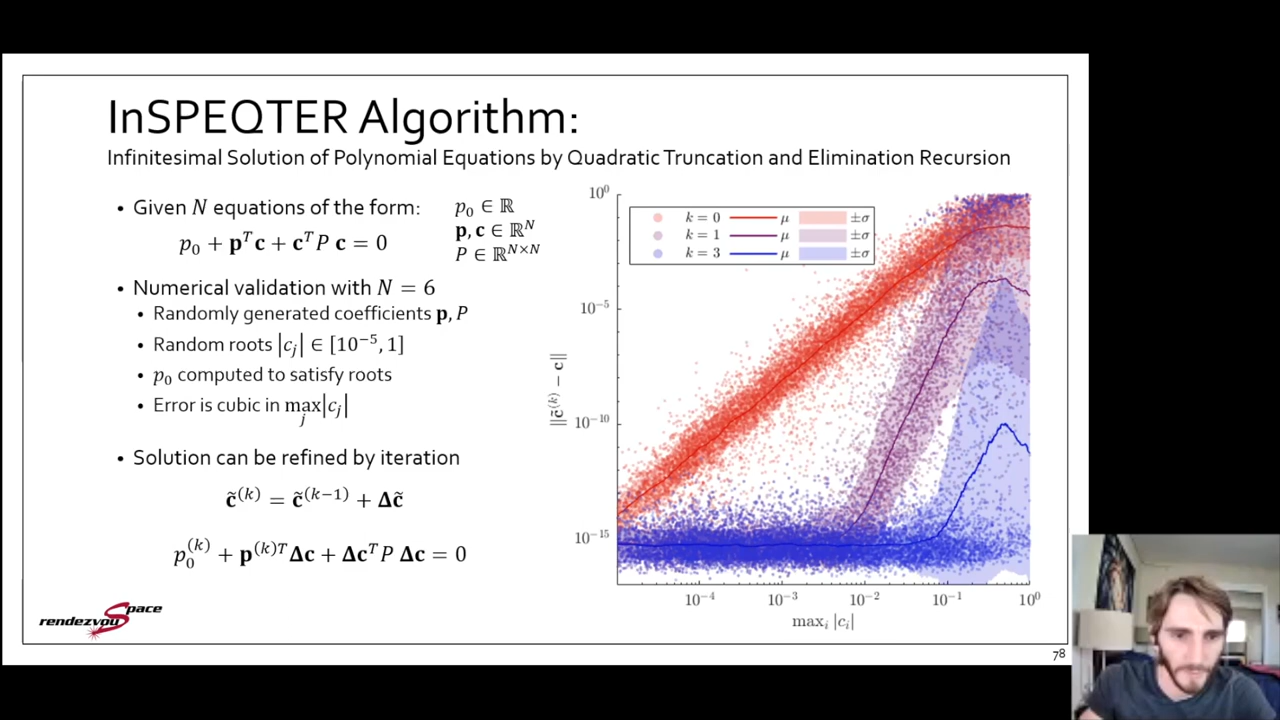 InSPEQTER Algorithm:
Infinitesimal Solution of Polynomial Equations by Quadratic Truncation and Elimination Recursion
• Given N equations of the form:
p₀ + pᵀc + cᵀP c = 0
p₀ ∈ ℝ
p, c ∈ ℝᴺ
P ∈ ℝᴺˣᴺ
• Numerical validation with N = 6
• Randomly generated coefficients p, P
• Random roots |cⱼ| ∈ [10⁻⁵, 1]
• p₀ computed to satisfy roots
• Error is cubic in max|cⱼ|
j
• Solution can be refined by iteration
c̃⁽ᵏ⁾ = c̃⁽ᵏ⁻¹⁾ + Δc̃
p₀⁽ᵏ⁾ + p⁽ᵏ⁾ᵀΔc + ΔcᵀP Δc = 0
k = 0 μ ±σ
k = 1 μ ±σ
k = 3 μ ±σ
10⁰
10⁻⁵
10⁻¹⁰
10⁻¹⁵
‖c̃⁽ᵏ⁾ − c‖
10⁻⁴ 10⁻³ 10⁻² 10⁻¹ 10⁰
maxᵢ |cᵢ|
rendezvouSpace
78